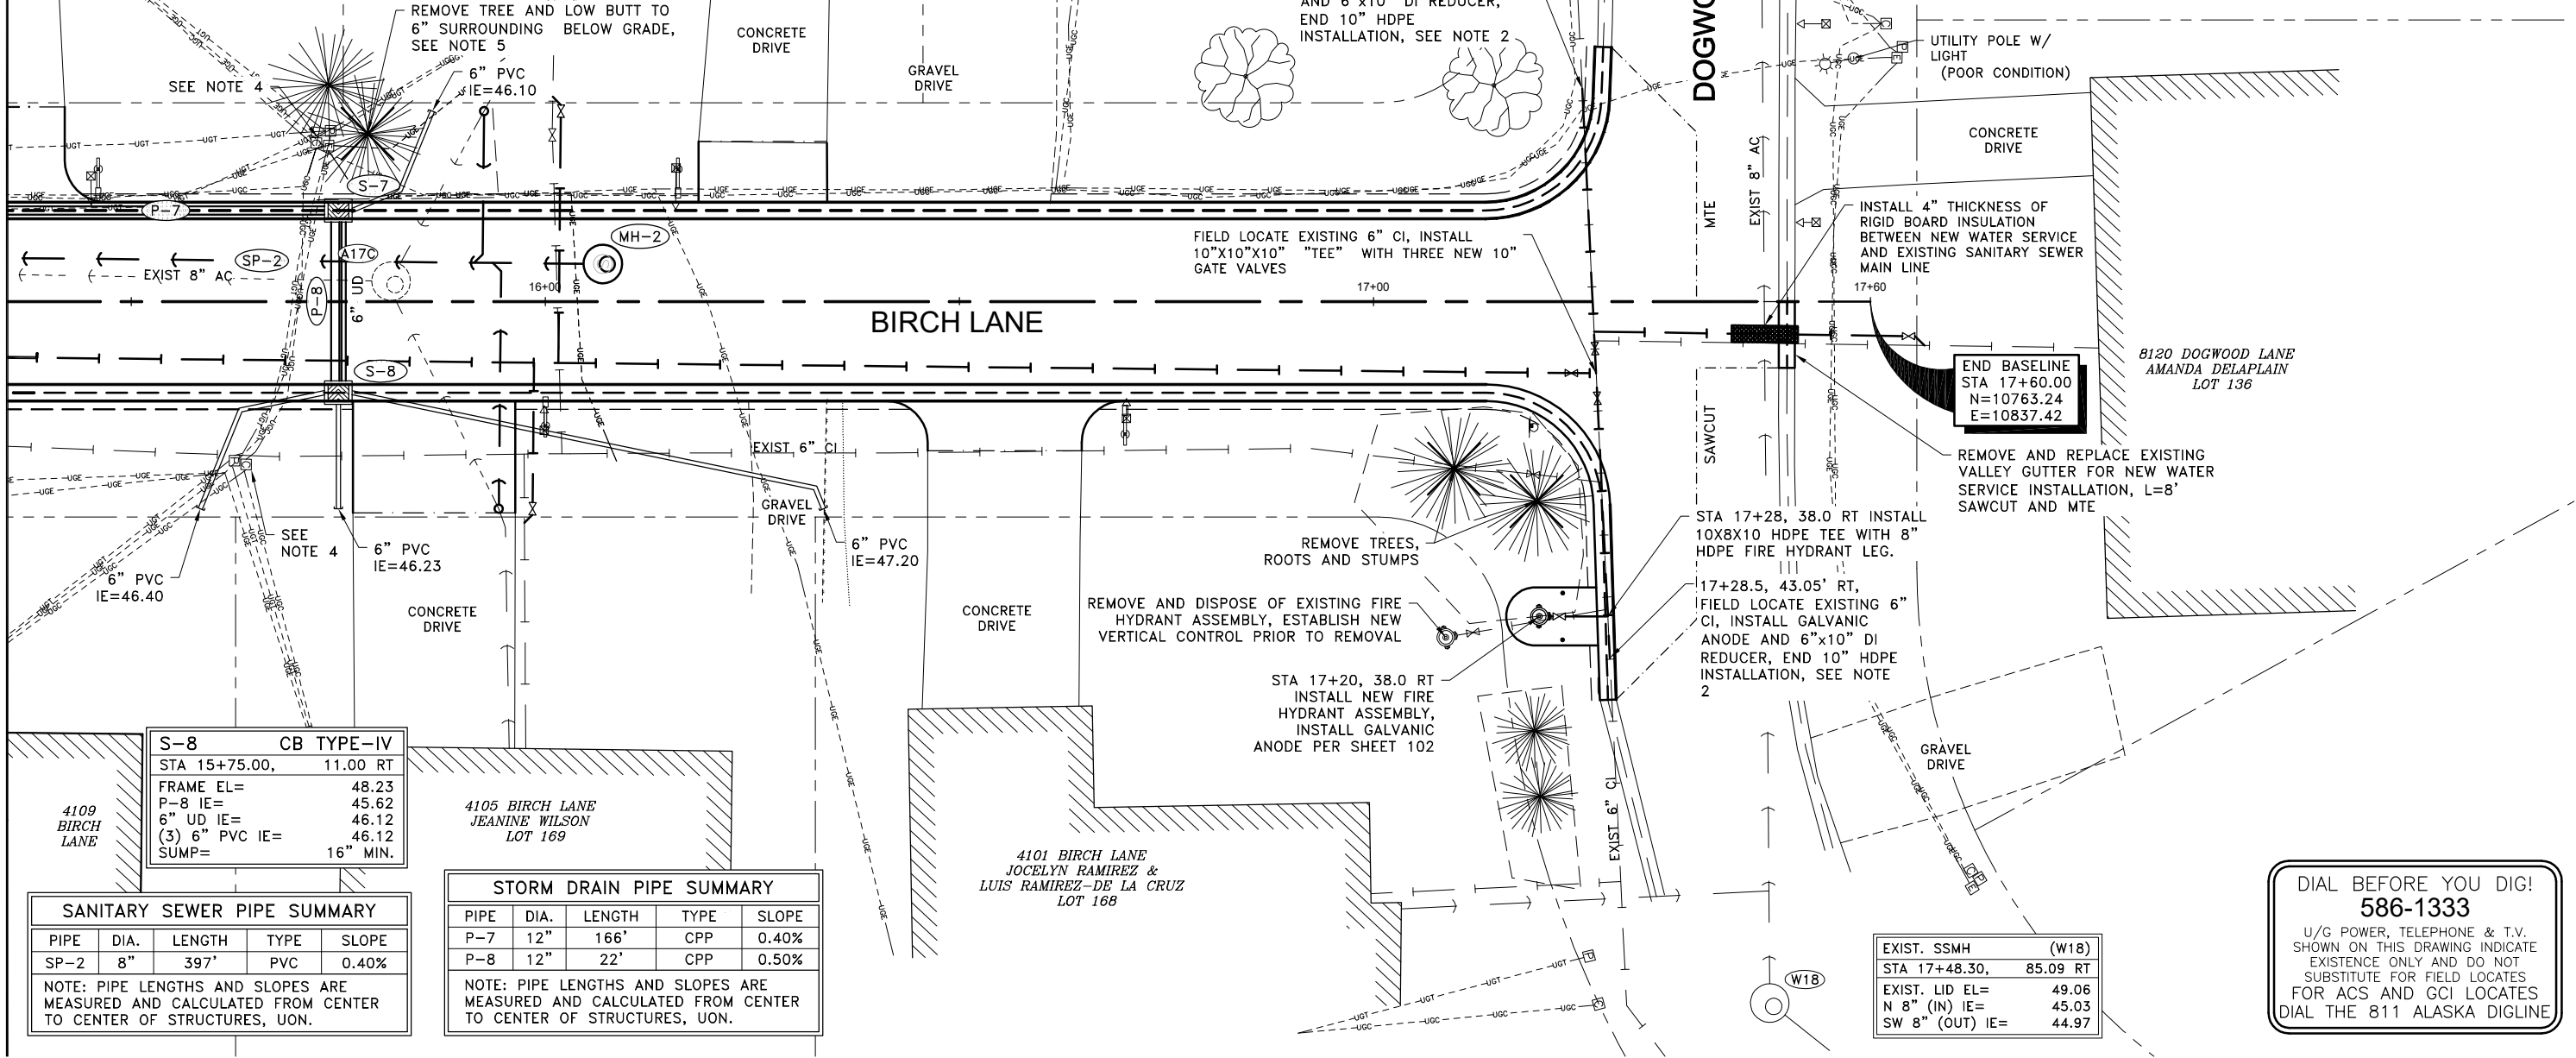 REMOVE TREE AND LOW BUTT TO
6" SURROUNDING BELOW GRADE,
SEE NOTE 5
6" PVC
IE=46.10
SEE NOTE 4
CONCRETE
DRIVE
GRAVEL
DRIVE
AND 6"x10" DI REDUCER,
END 10" HDPE
INSTALLATION, SEE NOTE 2
UTILITY POLE W/
LIGHT
(POOR CONDITION)
CONCRETE
DRIVE
S-7
P-7
MH-2
SP-2
A17C
EXIST 8" AC
P-8
6" UD
S-8
16+00
17+00
17+60
BIRCH LANE
FIELD LOCATE EXISTING 6" CI, INSTALL
10"X10"X10" "TEE" WITH THREE NEW 10"
GATE VALVES
MTE
EXIST 8" AC
SAWCUT
INSTALL 4" THICKNESS OF
RIGID BOARD INSULATION
BETWEEN NEW WATER SERVICE
AND EXISTING SANITARY SEWER
MAIN LINE
END BASELINE
STA 17+60.00
N=10763.24
E=10837.42
8120 DOGWOOD LANE
AMANDA DELAPLAIN
LOT 136
REMOVE AND REPLACE EXISTING
VALLEY GUTTER FOR NEW WATER
SERVICE INSTALLATION, L=8'
SAWCUT AND MTE
EXIST 6" CI
GRAVEL
DRIVE
6" PVC
IE=47.20
SEE
NOTE 4
6" PVC
IE=46.23
6" PVC
IE=46.40
CONCRETE
DRIVE
CONCRETE
DRIVE
REMOVE TREES,
ROOTS AND STUMPS
REMOVE AND DISPOSE OF EXISTING FIRE
HYDRANT ASSEMBLY, ESTABLISH NEW
VERTICAL CONTROL PRIOR TO REMOVAL
STA 17+20, 38.0 RT
INSTALL NEW FIRE
HYDRANT ASSEMBLY,
INSTALL GALVANIC
ANODE PER SHEET 102
STA 17+28, 38.0 RT INSTALL
10X8X10 HDPE TEE WITH 8"
HDPE FIRE HYDRANT LEG.
17+28.5, 43.05' RT,
FIELD LOCATE EXISTING 6"
CI, INSTALL GALVANIC
ANODE AND 6"x10" DI
REDUCER, END 10" HDPE
INSTALLATION, SEE NOTE
2
EXIST 6" CI
GRAVEL
DRIVE
S-8 CB TYPE-IV
STA 15+75.00, 11.00 RT
FRAME EL= 48.23
P-8 IE= 45.62
6" UD IE= 46.12
(3) 6" PVC IE= 46.12
SUMP= 16" MIN.
4109
BIRCH
LANE
4105 BIRCH LANE
JEANINE WILSON
LOT 169
4101 BIRCH LANE
JOCELYN RAMIREZ &
LUIS RAMIREZ-DE LA CRUZ
LOT 168
SANITARY SEWER PIPE SUMMARY
PIPE DIA. LENGTH TYPE SLOPE
SP-2 8" 397' PVC 0.40%
NOTE: PIPE LENGTHS AND SLOPES ARE
MEASURED AND CALCULATED FROM CENTER
TO CENTER OF STRUCTURES, UON.
STORM DRAIN PIPE SUMMARY
PIPE DIA. LENGTH TYPE SLOPE
P-7 12" 166' CPP 0.40%
P-8 12" 22' CPP 0.50%
NOTE: PIPE LENGTHS AND SLOPES ARE
MEASURED AND CALCULATED FROM CENTER
TO CENTER OF STRUCTURES, UON.
W18
EXIST. SSMH (W18)
STA 17+48.30, 85.09 RT
EXIST. LID EL= 49.06
N 8" (IN) IE= 45.03
SW 8" (OUT) IE= 44.97
DIAL BEFORE YOU DIG!
586-1333
U/G POWER, TELEPHONE & T.V.
SHOWN ON THIS DRAWING INDICATE
EXISTENCE ONLY AND DO NOT
SUBSTITUTE FOR FIELD LOCATES
FOR ACS AND GCI LOCATES
DIAL THE 811 ALASKA DIGLINE